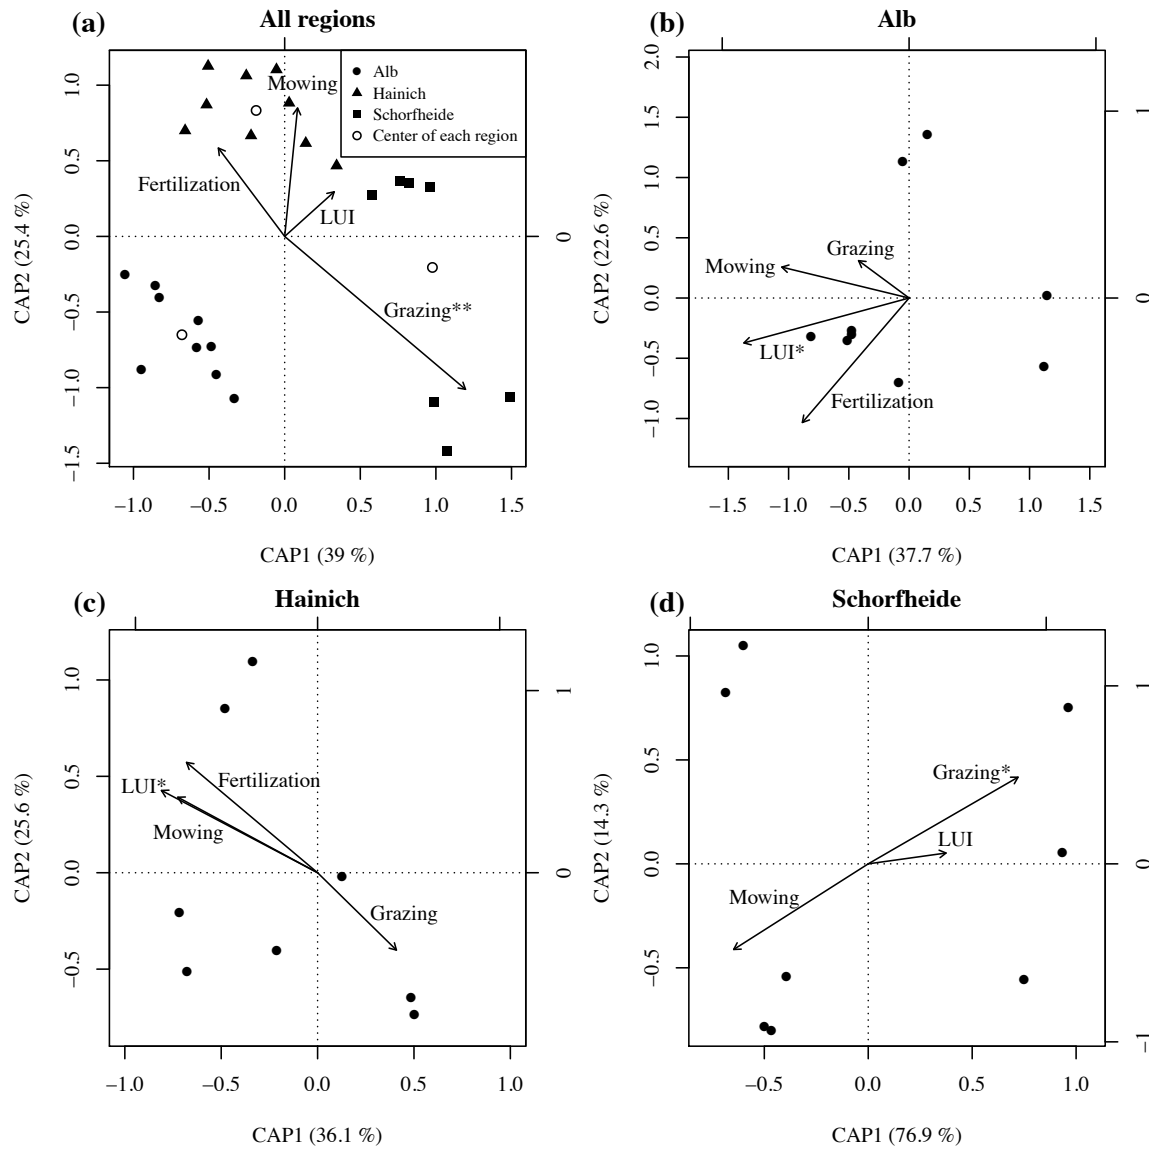 (a) All regions
CAP2 (25.4 %)
1.0
0.5
0.0
−0.5
−1.0
−1.5
Mowing
Fertilization
LUI
Grazing**
Alb
Hainich
Schorfheide
Center of each region
0
−1.0 −0.5 0.0 0.5 1.0 1.5
CAP1 (39 %)
(b) Alb
CAP2 (22.6 %)
2.0
1.5
1.0
0.5
0.0
−0.5
−1.0
Grazing
Mowing
LUI*
Fertilization
1
0
−1.5 −0.5 0.0 0.5 1.0 1.5
CAP1 (37.7 %)
(c) Hainich
CAP2 (25.6 %)
1.0
0.5
0.0
−0.5
Fertilization
LUI*
Mowing
Grazing
1
0
−1.0 −0.5 0.0 0.5 1.0
CAP1 (36.1 %)
(d) Schorfheide
CAP2 (14.3 %)
1.0
0.5
0.0
−0.5
Grazing*
LUI
Mowing
1
0
−1
−0.5 0.0 0.5 1.0
CAP1 (76.9 %)